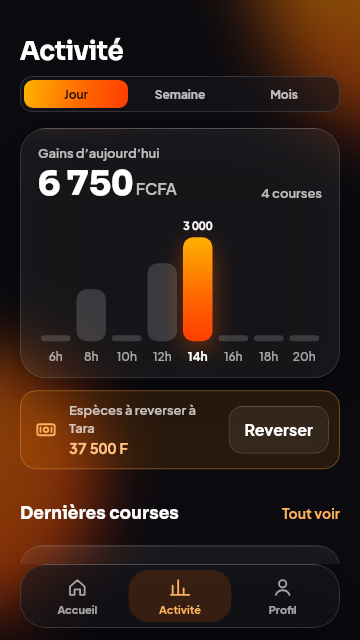 Activité
Jour Semaine Mois
Gains d’aujourd’hui
6 750 FCFA
4 courses
3 000
6h 8h 10h 12h 14h 16h 18h 20h
Espèces à reverser à
Tara
37 500 F
Reverser
Dernières courses Tout voir
Accueil Activité Profil